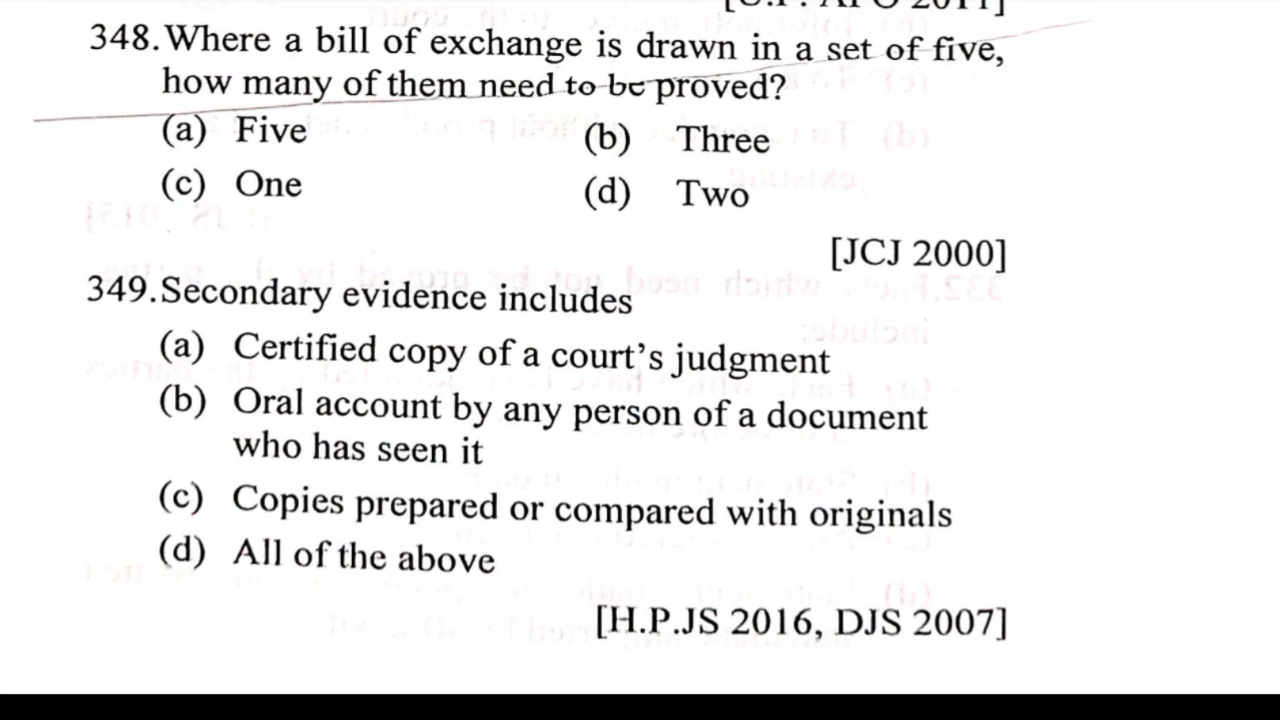 348. Where a bill of exchange is drawn in a set of five,
how many of them need to be proved?
(a) Five (b) Three
(c) One (d) Two
[JCJ 2000]
349. Secondary evidence includes
(a) Certified copy of a court's judgment
(b) Oral account by any person of a document
who has seen it
(c) Copies prepared or compared with originals
(d) All of the above
[H.P.JS 2016, DJS 2007]